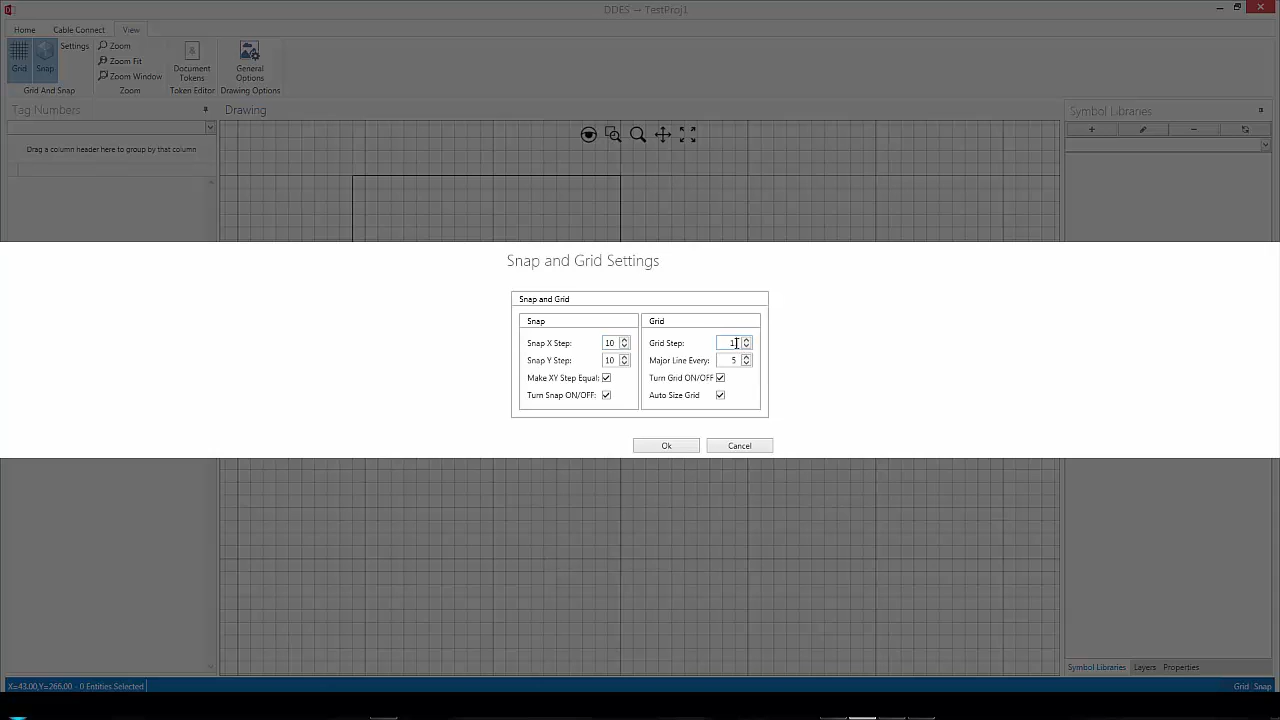 DDES -- TestProj1
Home Cable Connect View
Grid Snap Settings
Zoom
Zoom Fit
Zoom Window
Document Tokens
General Options
Grid And Snap Zoom Token Editor Drawing Options
Tag Numbers
Drawing
Symbol Libraries
Drag a column header here to group by that column
Snap and Grid Settings
Snap and Grid
Snap
Snap X Step: 10
Snap Y Step: 10
Make XY Step Equal:
Turn Snap ON/OFF:
Grid
Grid Step: 1
Major Line Every: 5
Turn Grid ON/OFF
Auto Size Grid
Ok Cancel
Symbol Libraries Layers Properties
X=43.00,Y=266.00 - 0 Entities Selected
Grid Snap